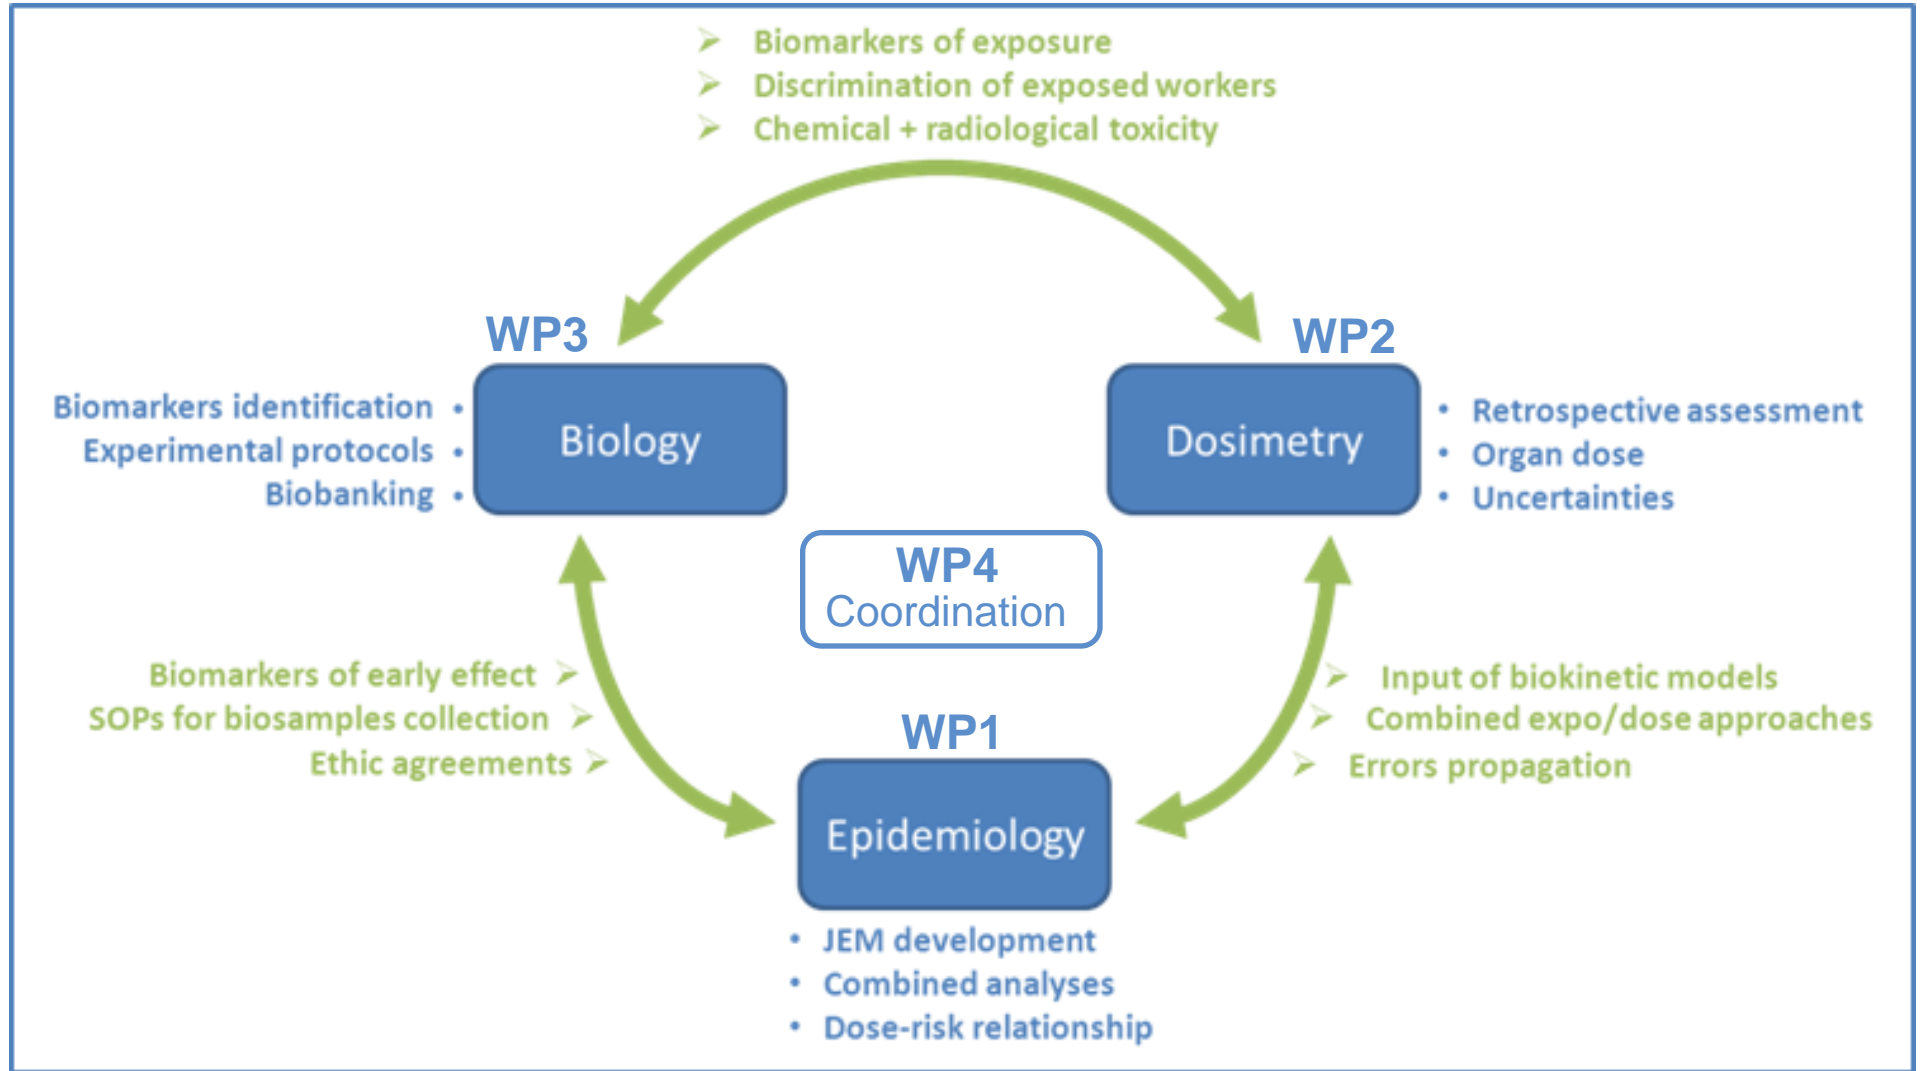 Biomarkers of exposure
Discrimination of exposed workers
Chemical + radiological toxicity
WP3
Biology
Biomarkers identification
Experimental protocols
Biobanking
WP2
Dosimetry
Retrospective assessment
Organ dose
Uncertainties
WP4
Coordination
Biomarkers of early effect
SOPs for biosamples collection
Ethic agreements
Input of biokinetic models
Combined expo/dose approaches
Errors propagation
WP1
Epidemiology
JEM development
Combined analyses
Dose-risk relationship